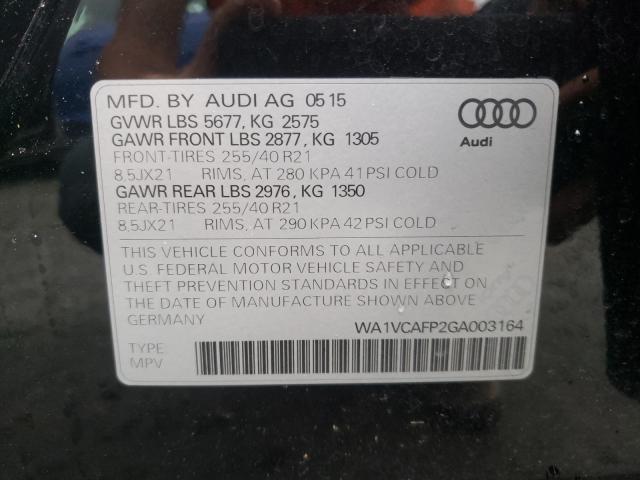 MFD. BY AUDI AG 05 15
GVWR LBS 5677, KG 2575
GAWR FRONT LBS 2877, KG 1305
FRONT-TIRES 255/40 R21
8,5JX21 RIMS, AT 280 KPA 41 PSI COLD
GAWR REAR LBS 2976, KG 1350
REAR-TIRES 255/40 R21
8,5JX21 RIMS, AT 290 KPA 42 PSI COLD
Audi
THIS VEHICLE CONFORMS TO ALL APPLICABLE
U.S. FEDERAL MOTOR VEHICLE SAFETY AND
THEFT PREVENTION STANDARDS IN EFFECT ON
THE DATE OF MANUFACTURE SHOWN ABOVE
GERMANY
WA1VCAFP2GA003164
TYPE
MPV